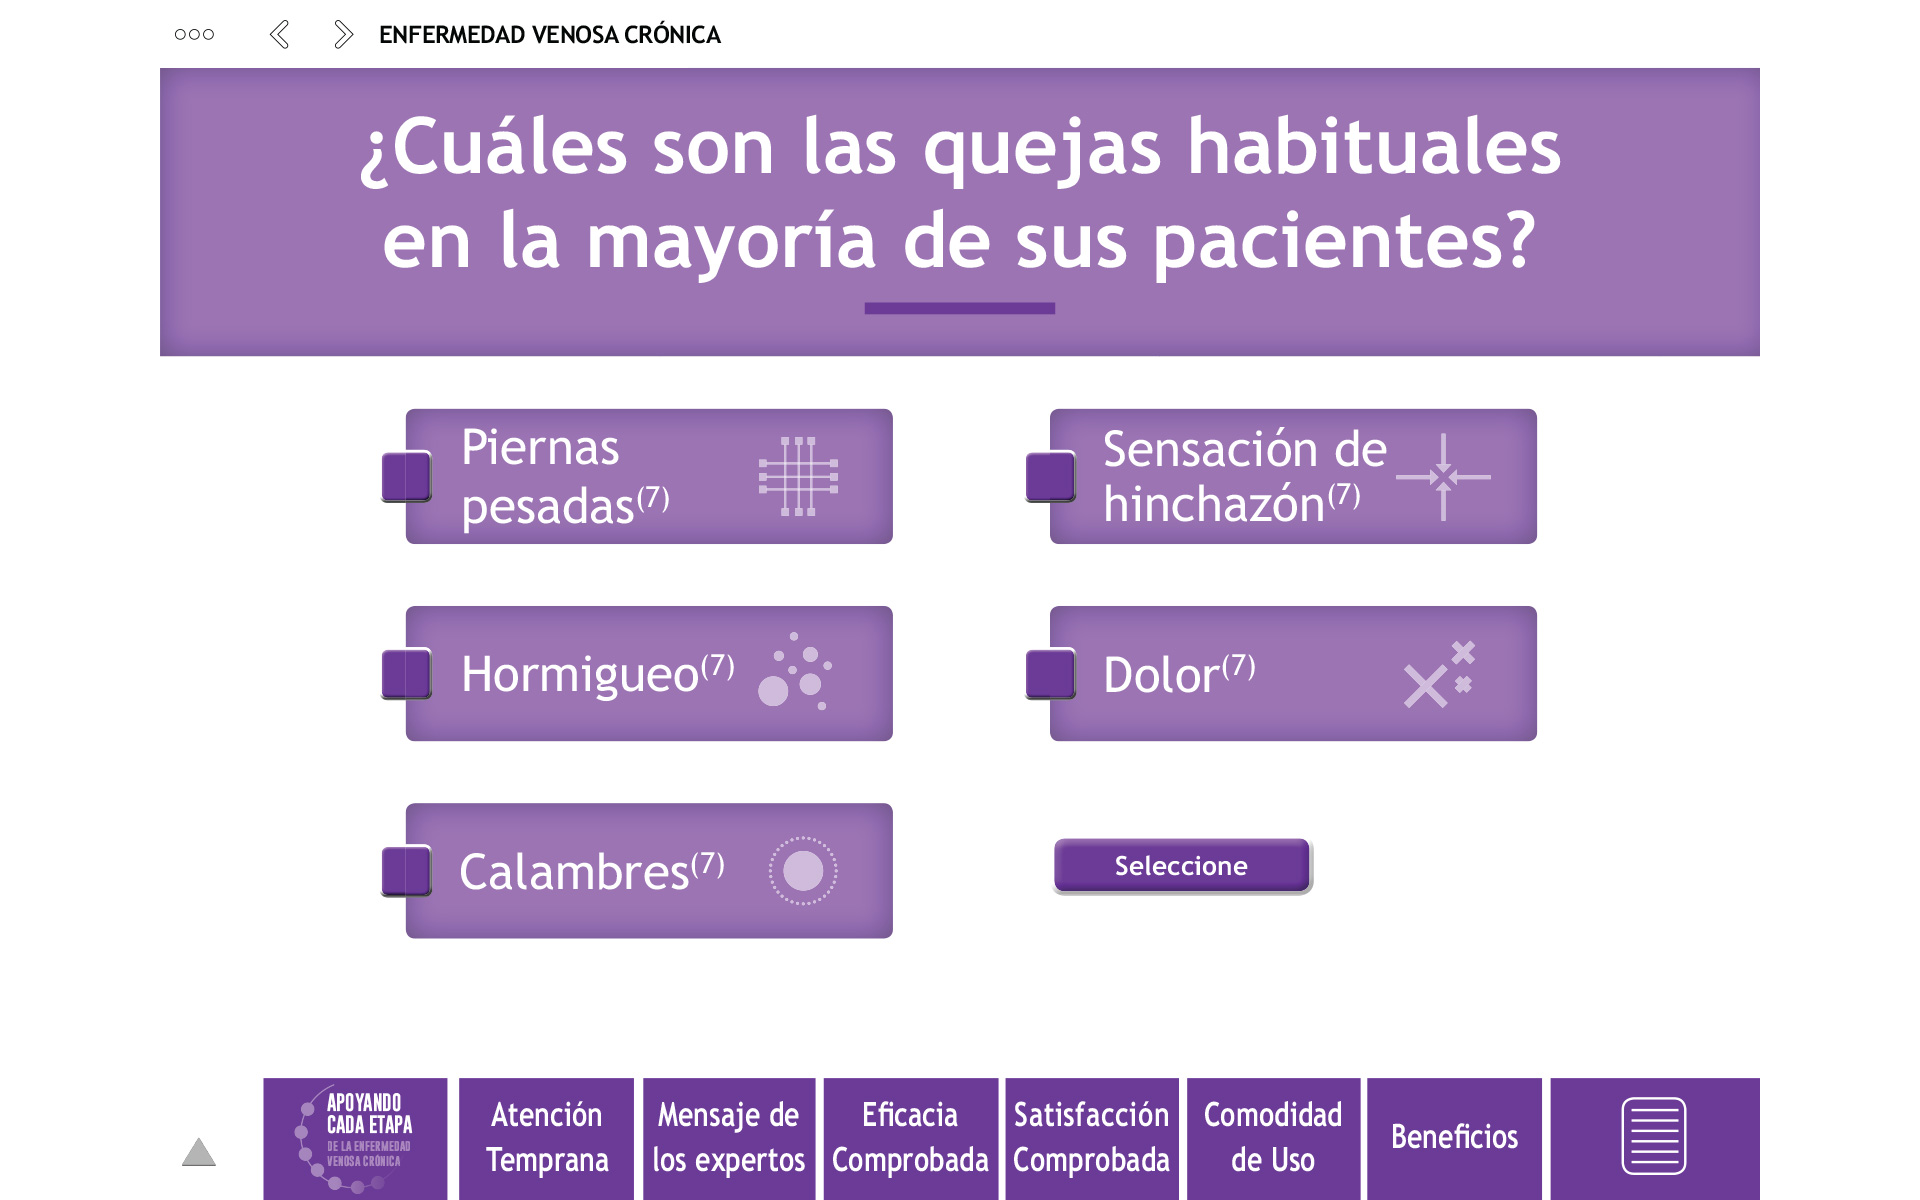 ENFERMEDAD VENOSA CRÓNICA
¿Cuáles son las quejas habituales
en la mayoría de sus pacientes?
Piernas
pesadas(7)
Sensación de
hinchazón(7)
Hormigueo(7)
Dolor(7)
Calambres(7)
Seleccione
APOYANDO
CADA ETAPA
DE LA ENFERMEDAD
VENOSA CRÓNICA
Atención
Temprana
Mensaje de
los expertos
Eficacia
Comprobada
Satisfacción
Comprobada
Comodidad
de Uso
Beneficios